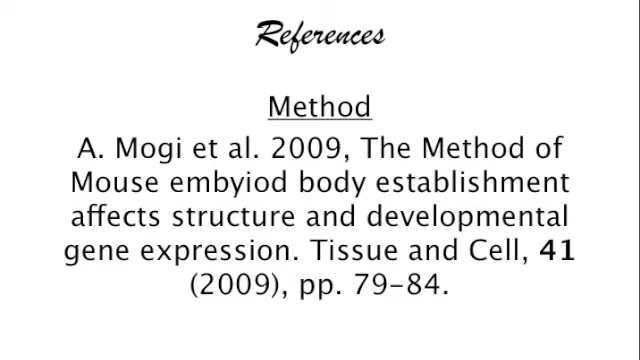 References
Method
A. Mogi et al. 2009, The Method of
Mouse embyiod body establishment
affects structure and developmental
gene expression. Tissue and Cell, 41
(2009), pp. 79-84.